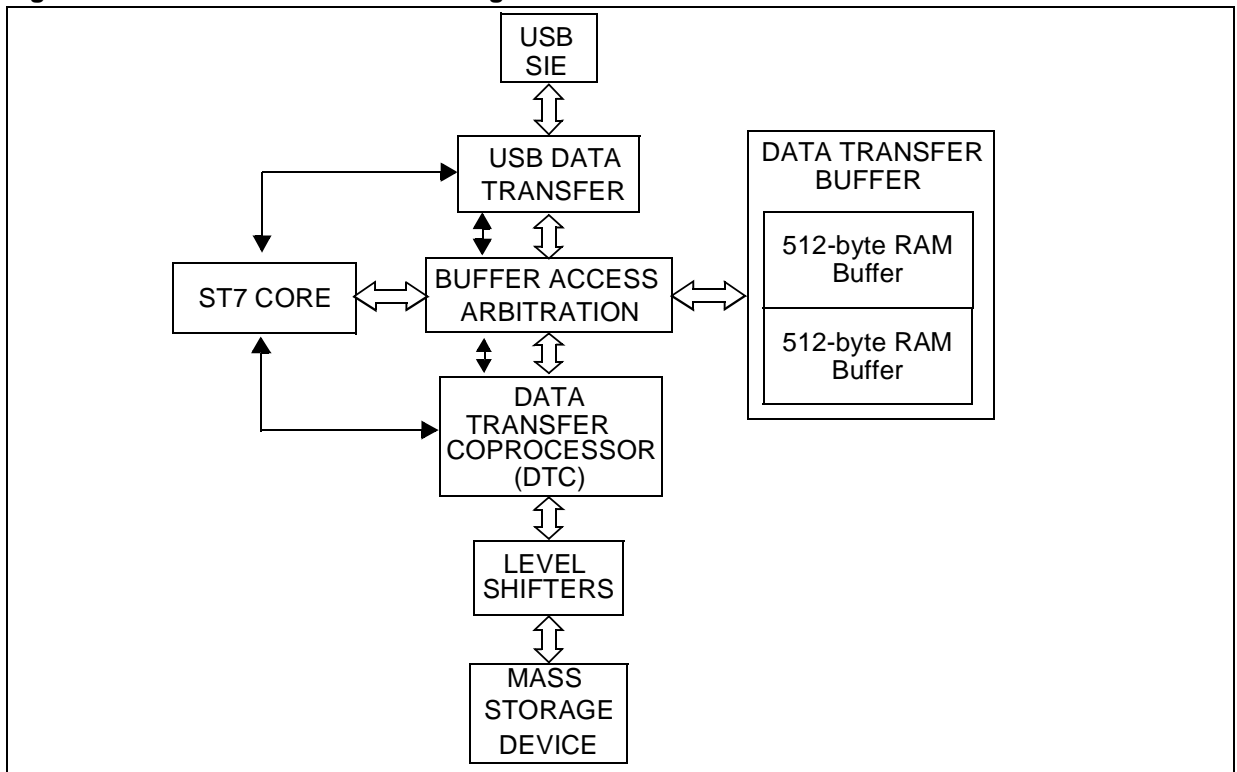 USB
SIE
USB DATA
TRANSFER
DATA TRANSFER
BUFFER
512-byte RAM
Buffer
ST7 CORE
BUFFER ACCESS
ARBITRATION
512-byte RAM
Buffer
DATA
TRANSFER
COPROCESSOR
(DTC)
LEVEL
SHIFTERS
MASS
STORAGE
DEVICE